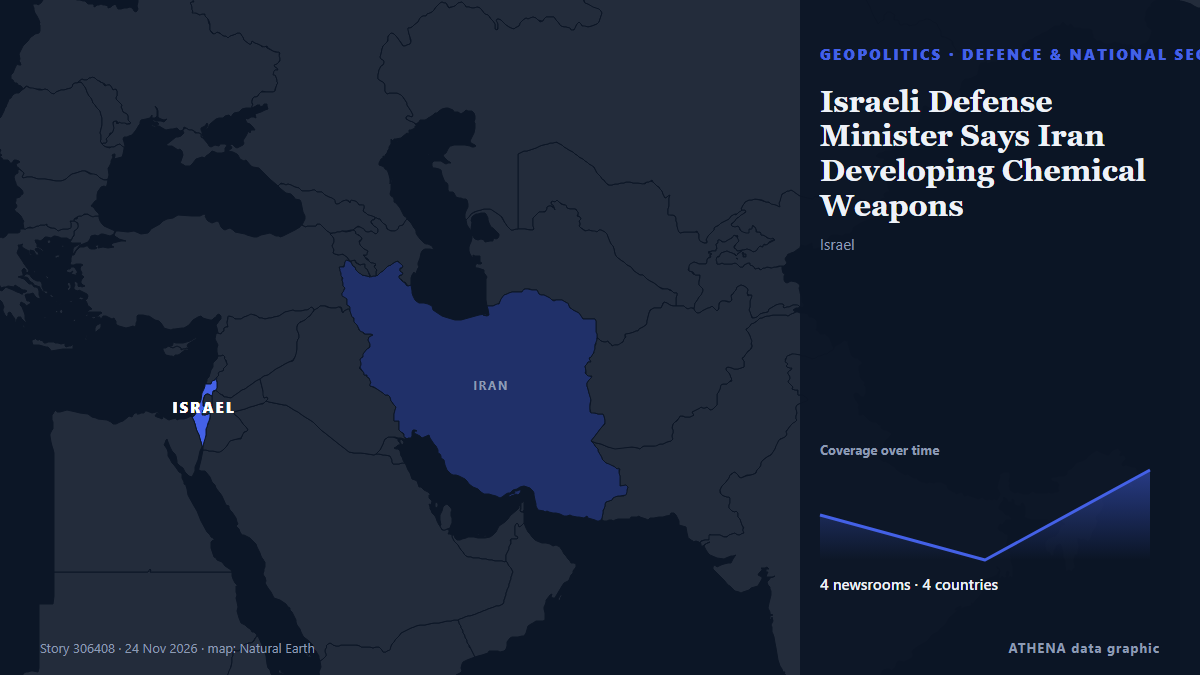 GEOPOLITICS · DEFENCE & NATIONAL
Israeli Defense
Minister Says Iran
Developing Chemical
Weapons
Israel
IRAN
ISRAEL
Coverage over time
4 newsrooms · 4 countries
Story 306408 · 24 Nov 2026 · map: Natural Earth
ATHENA data graphic